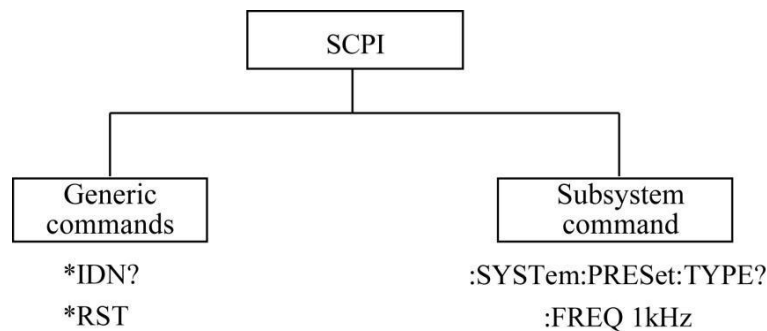 SCPI
Generic
commands
*IDN?
*RST
Subsystem
command
:SYSTem:PRESet:TYPE?
:FREQ 1kHz